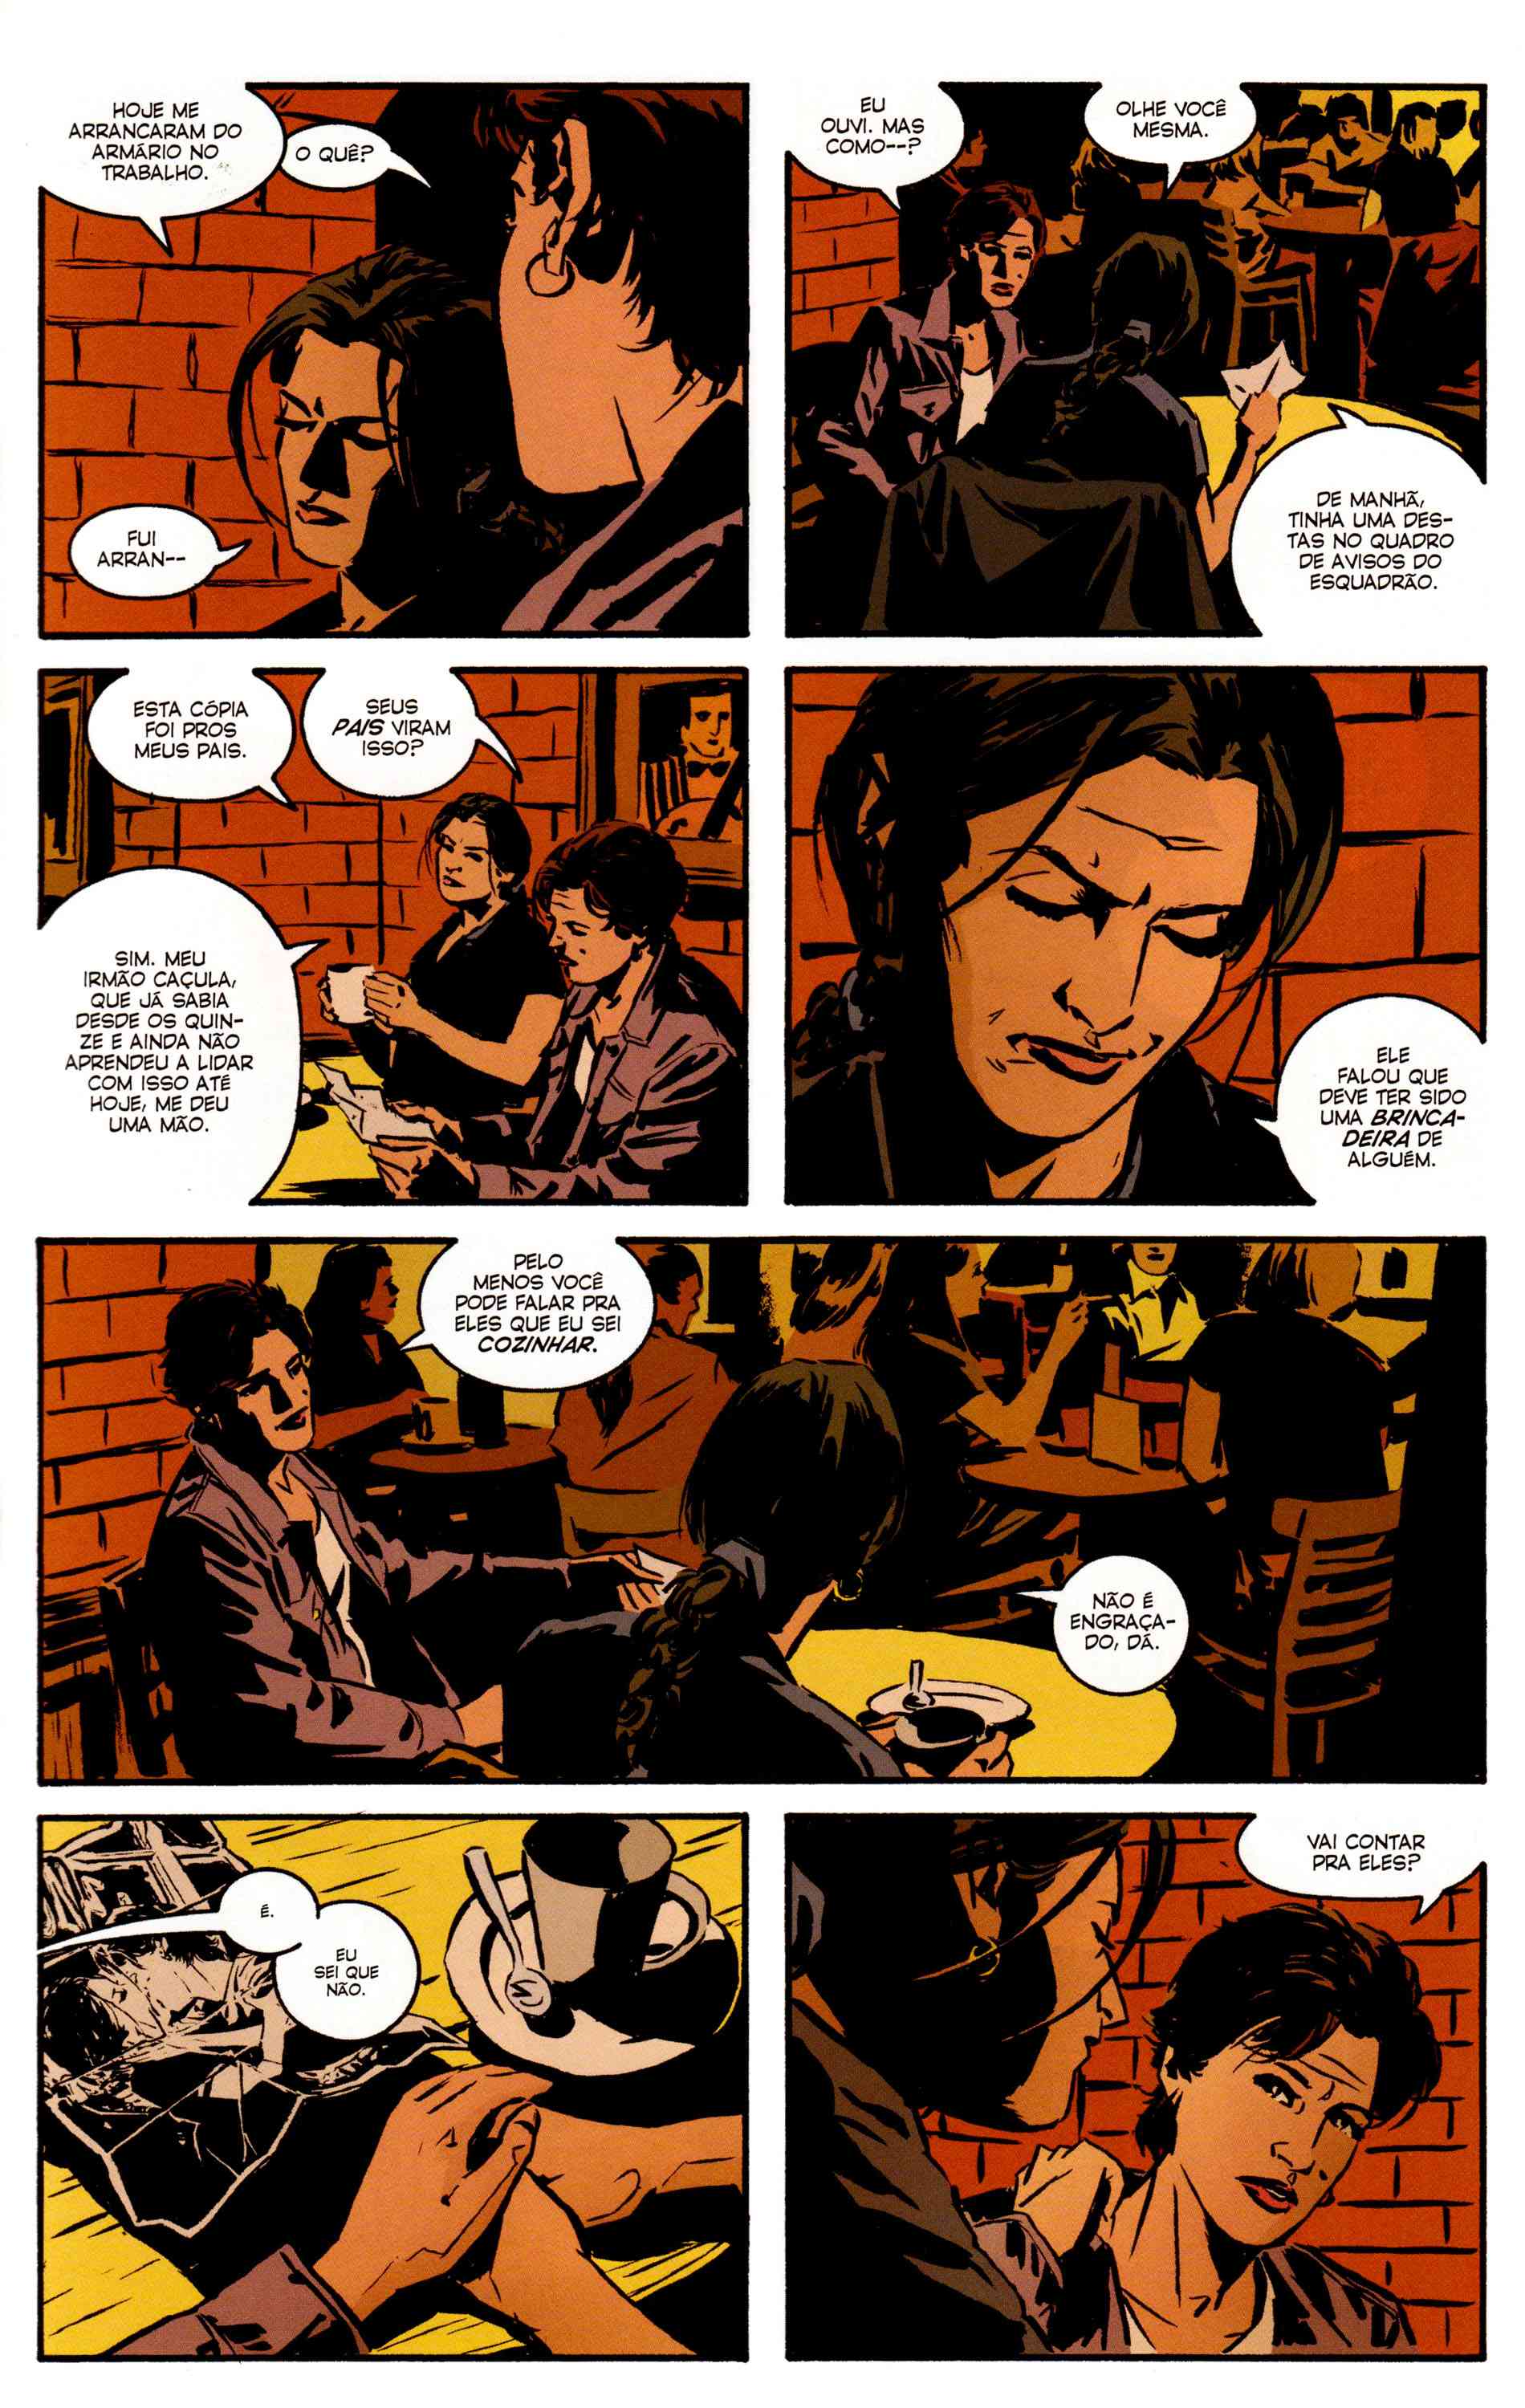 HOJE ME
ARRANCARAM DO
ARMÁRIO NO
TRABALHO.
O QUÊ?
FUI
ARRAN--
EU
OUVI. MAS
COMO--?
OLHE VOCÊ
MESMA.
DE MANHÃ,
TINHA UMA DES-
TAS NO QUADRO
DE AVISOS DO
ESQUADRÃO.
ESTA CÓPIA
FOI PROS
MEUS PAIS.
SEUS
PAIS VIRAM
ISSO?
SIM. MEU
IRMÃO CAÇULA,
QUE JÁ SABIA
DESDE OS QUIN-
ZE E AINDA NÃO
APRENDEU A LIDAR
COM ISSO ATÉ
HOJE, ME DEU
UMA MÃO.
ELE
FALOU QUE
DEVE TER SIDO
UMA BRINCA-
DEIRA DE
ALGUÉM.
PELO
MENOS VOCÊ
PODE FALAR PRA
ELES QUE EU SEI
COZINHAR.
NÃO É
ENGRAÇA-
DO, DÁ.
É.
EU
SEI QUE
NÃO.
VAI CONTAR
PRA ELES?